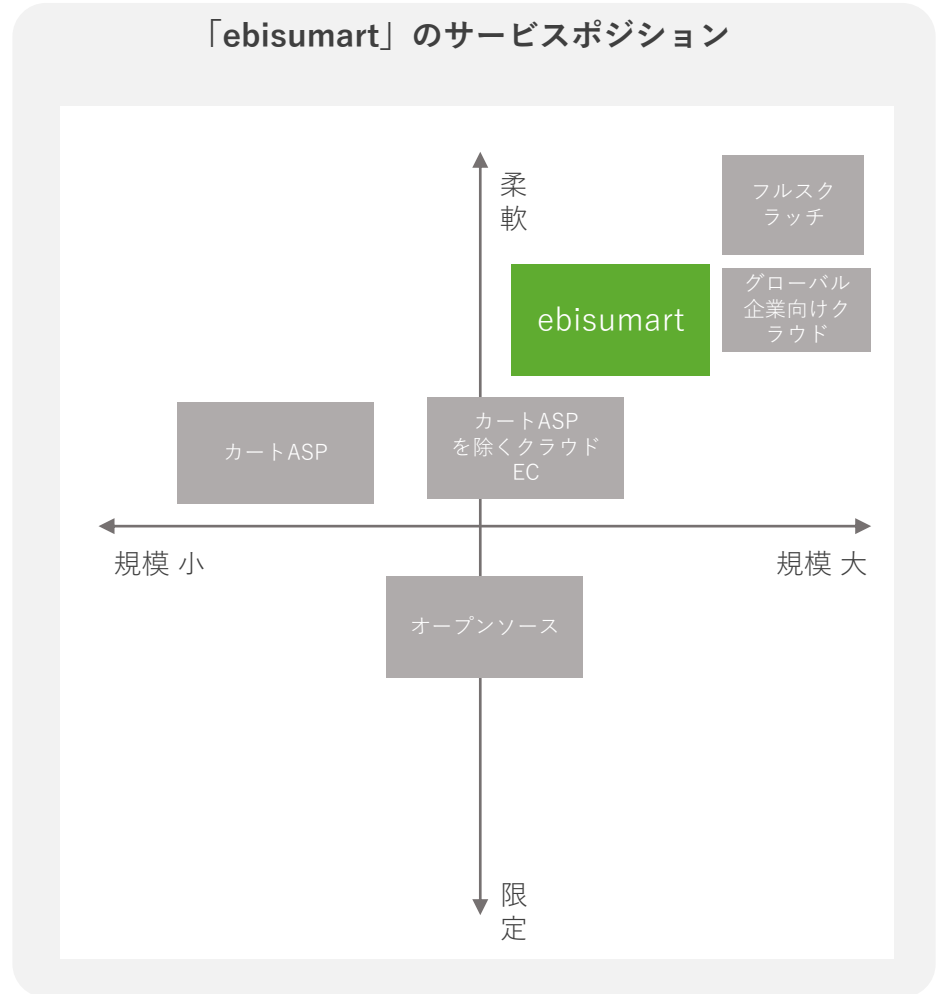 「ebisumart」のサービスポジション
柔
軟
フルスク
ラッチ
ebisumart
グローバル
企業向けク
ラウド
カートASP
カートASP
を除くクラウド
EC
規模 小
規模 大
オープンソース
限
定